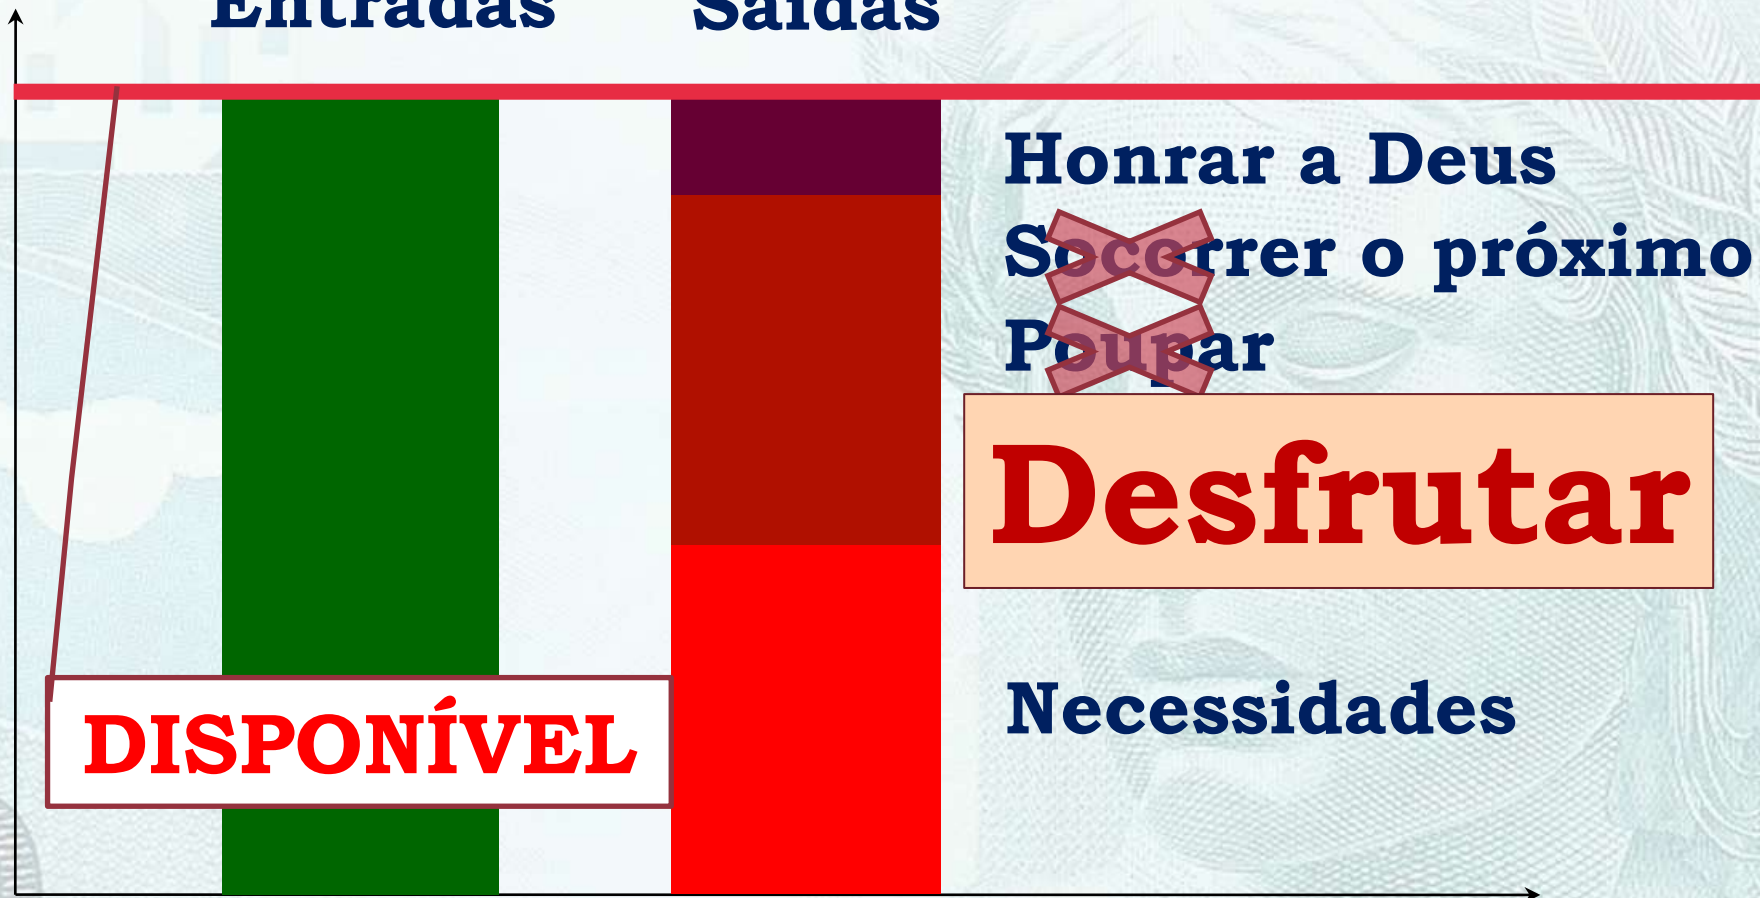 Entradas Saídas
Honrar a Deus
Socorrer o próximo
Poupar
Desfrutar
Necessidades
DISPONÍVEL